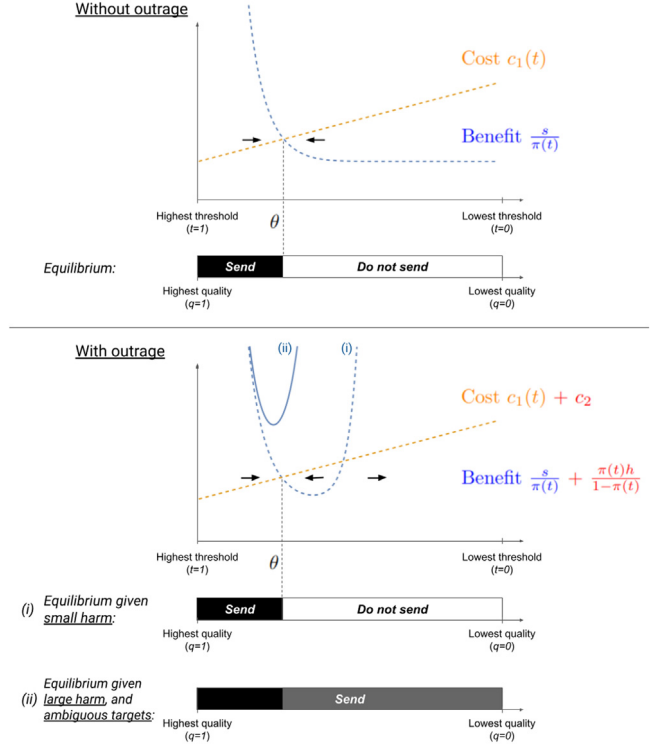 Without outrage
Cost c₁(t)
Benefit s/π(t)
Highest threshold
(t=1)
θ
Lowest threshold
(t=0)
Equilibrium:
Send
Do not send
Highest quality
(q=1)
Lowest quality
(q=0)
With outrage
(ii)
(i)
Cost c₁(t) + c₂
Benefit s/π(t) + π(t)h/1−π(t)
Highest threshold
(t=1)
θ
Lowest threshold
(t=0)
(i)
Equilibrium given
small harm:
Send
Do not send
Highest quality
(q=1)
Lowest quality
(q=0)
(ii)
Equilibrium given
large harm, and
ambiguous targets:
Send
Highest quality
(q=1)
Lowest quality
(q=0)